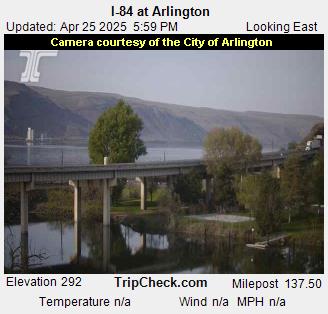 I-84 at Arlington
Updated: Apr 25 2025 5:59 PM Looking East
Camera courtesy of the City of Arlington
Elevation 292 TripCheck.com Milepost 137.50
Temperature n/a Wind n/a MPH n/a